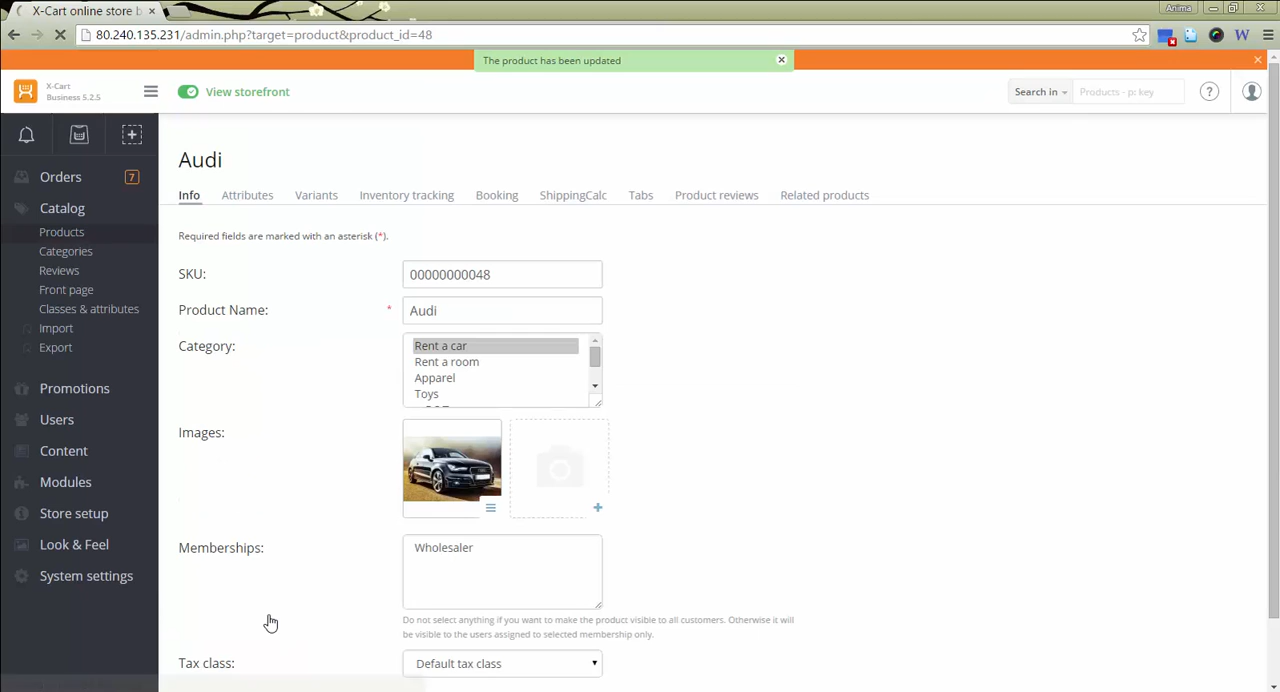 X-Cart online store b
Anima
80.240.135.231/admin.php?target=product&product_id=48
The product has been updated
X-Cart
Business 5.2.5
View storefront
Search in
Products - p: key
Audi
Info Attributes Variants Inventory tracking Booking ShippingCalc Tabs Product reviews Related products
Orders 7
Catalog
Products
Categories
Reviews
Front page
Classes & attributes
Import
Export
Promotions
Users
Content
Modules
Store setup
Look & Feel
System settings
Required fields are marked with an asterisk (*).
SKU: 00000000048
Product Name: * Audi
Category: Rent a car
Rent a room
Apparel
Toys
Images:
Memberships: Wholesaler
Do not select anything if you want to make the product visible to all customers. Otherwise it will
be visible to the users assigned to selected membership only.
Tax class: Default tax class